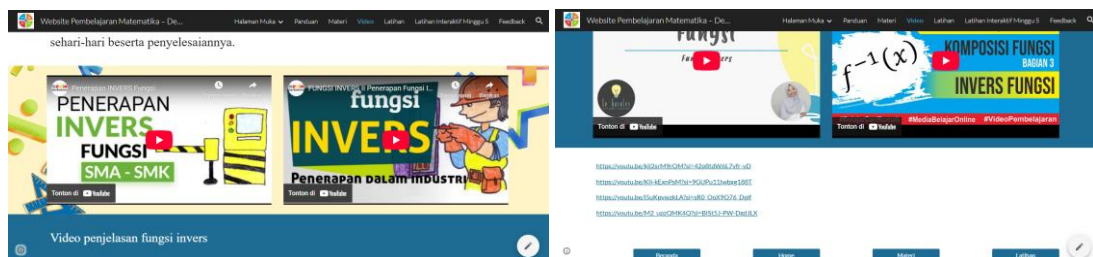 Website Pembelajaran Matematika – De...
Halaman Muka Panduan Materi Video Latihan Latihan Interaktif Minggu 5 Feedback
sehari-hari beserta penyelesaiannya.
Penerapan INVERS Fungsi
PENERAPAN
INVERS
FUNGSI
SMA - SMK
Tonton di YouTube
FUNGSI INVERS II Penerapan Fungsi I...
fungsi
INVERS
Penerapan DALAM INDUSTRI
Tonton di YouTube
Video penjelasan fungsi invers
Website Pembelajaran Matematika – De...
Halaman Muka Panduan Materi Video Latihan Latihan Interaktif Minggu 5 Feedback
Fungsi
Tonton di YouTube
f⁻¹(x)
KOMPOSISI FUNGSI
BAGIAN 3
INVERS FUNGSI
#MediaBelajarOnline #VideoPembelajaran
Tonton di YouTube
Beranda Home Materi Latihan